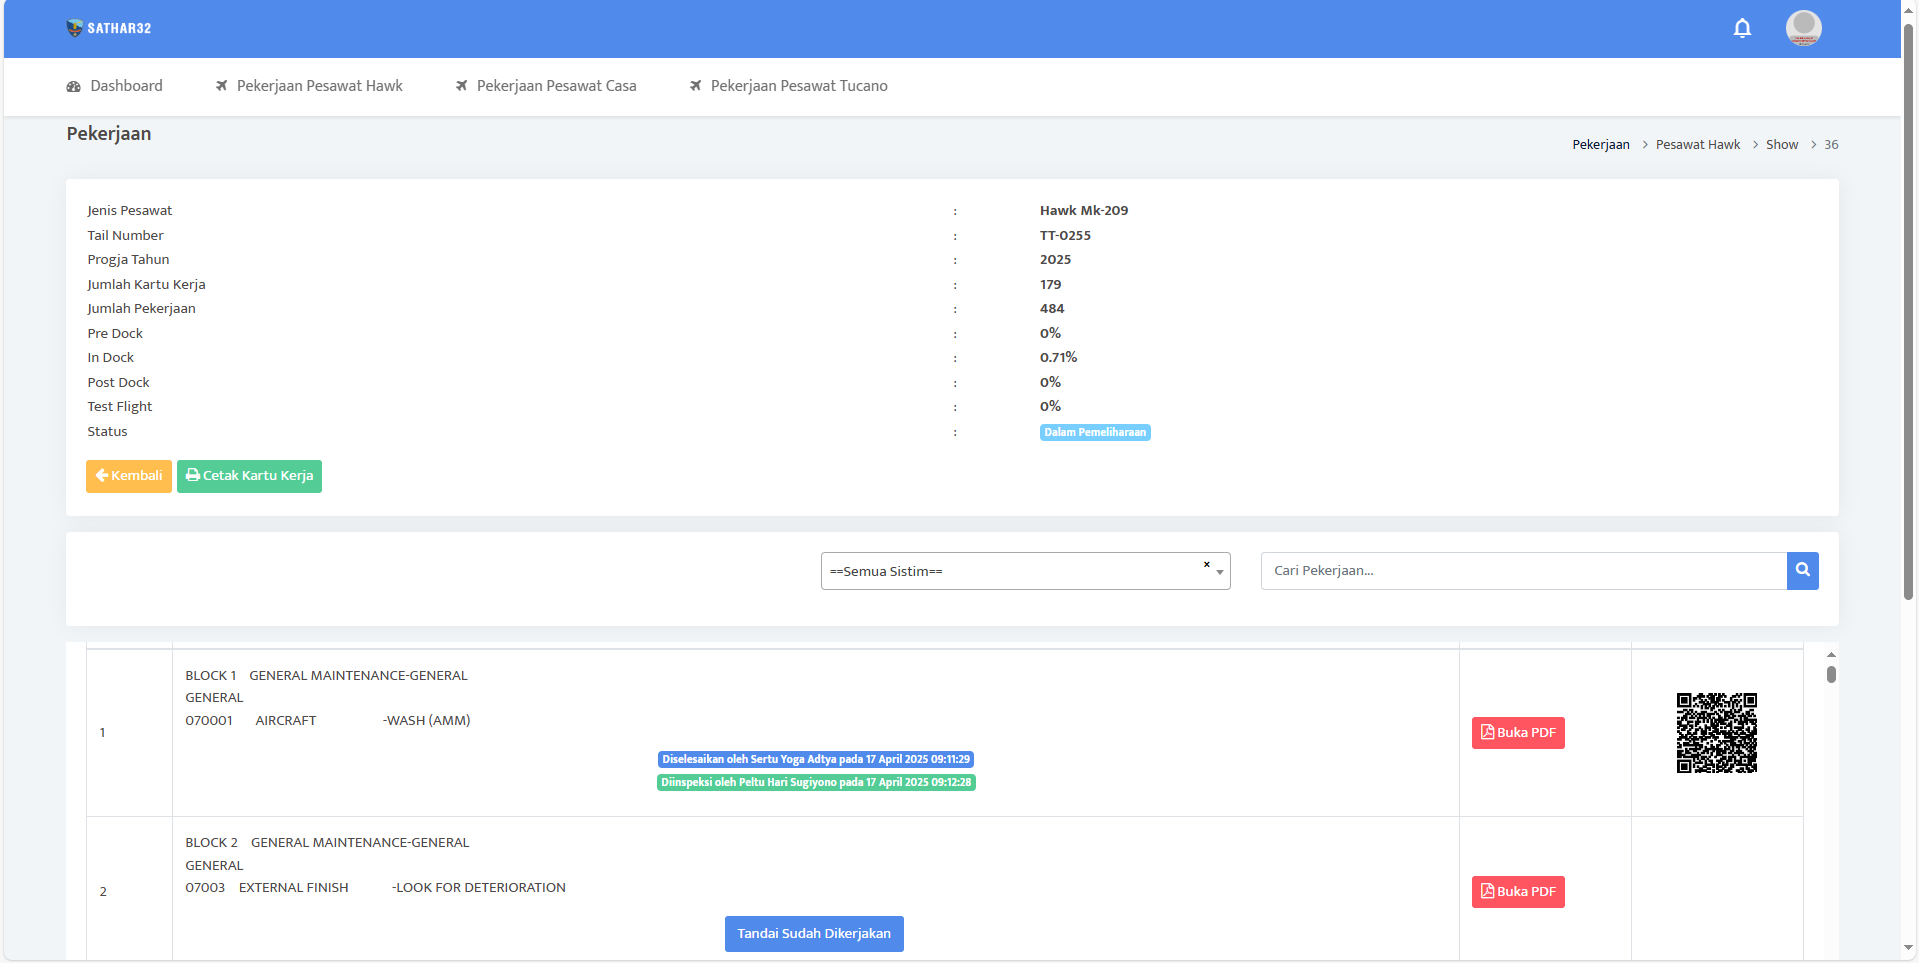 SATHAR32
Dashboard Pekerjaan Pesawat Hawk Pekerjaan Pesawat Casa Pekerjaan Pesawat Tucano
Pekerjaan
Pekerjaan > Pesawat Hawk > Show > 36
Jenis Pesawat : Hawk Mk-209
Tail Number : TT-0255
Progja Tahun : 2025
Jumlah Kartu Kerja : 179
Jumlah Pekerjaan : 484
Pre Dock : 0%
In Dock : 0.71%
Post Dock : 0%
Test Flight : 0%
Status : Dalam Pemeliharaan
Kembali Cetak Kartu Kerja
==Semua Sistim== × Cari Pekerjaan...
BLOCK 1 GENERAL MAINTENANCE-GENERAL
GENERAL
070001 AIRCRAFT -WASH (AMM)
1
Buka PDF
Diselesaikan oleh Sertu Yoga Adtya pada 17 April 2025 09:11:29
Diinspeksi oleh Peltu Hari Sugiyono pada 17 April 2025 09:12:28
BLOCK 2 GENERAL MAINTENANCE-GENERAL
GENERAL
07003 EXTERNAL FINISH -LOOK FOR DETERIORATION
2
Buka PDF
Tandai Sudah Dikerjakan